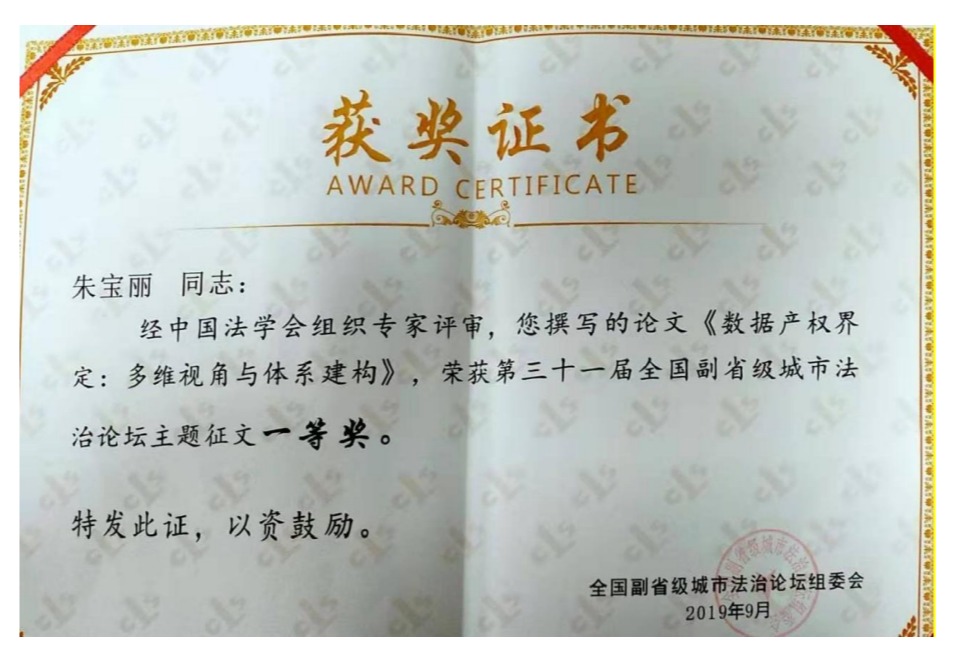 获奖证书
AWARD CERTIFICATE
朱宝丽 同志：
经中国法学会组织专家评审，您撰写的论文《数据产权界
定：多维视角与体系建构》，荣获第三十一届全国副省级城市法
治论坛主题征文一等奖。
特发此证，以资鼓励。
全国副省级城市法治论坛组委会
2019年9月